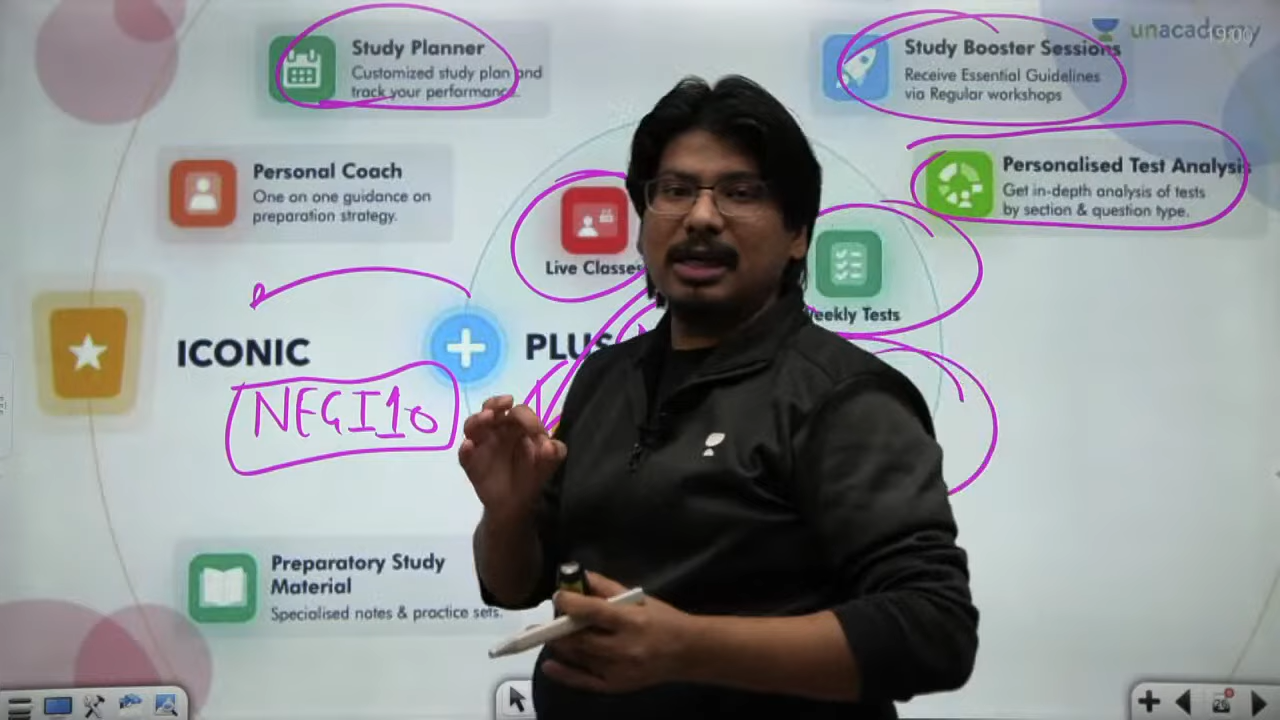 Study Planner
Customized study plan and
track your performance.
Study Booster Sessions
Receive Essential Guidelines
via Regular workshops
unacademy
19:00
Personal Coach
One on one guidance on
preparation strategy.
Personalised Test Analysis
Get in-depth analysis of tests
by section & question type.
Live Classes
Weekly Tests
ICONIC
PLUS
NEGI10
Preparatory Study
Material
Specialised notes & practice sets.